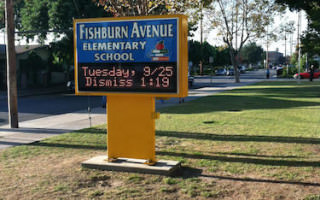 FISHBURN AVENUE
ELEMENTARY
SCHOOL
Tuesday, 9/25
Dismiss 1:19